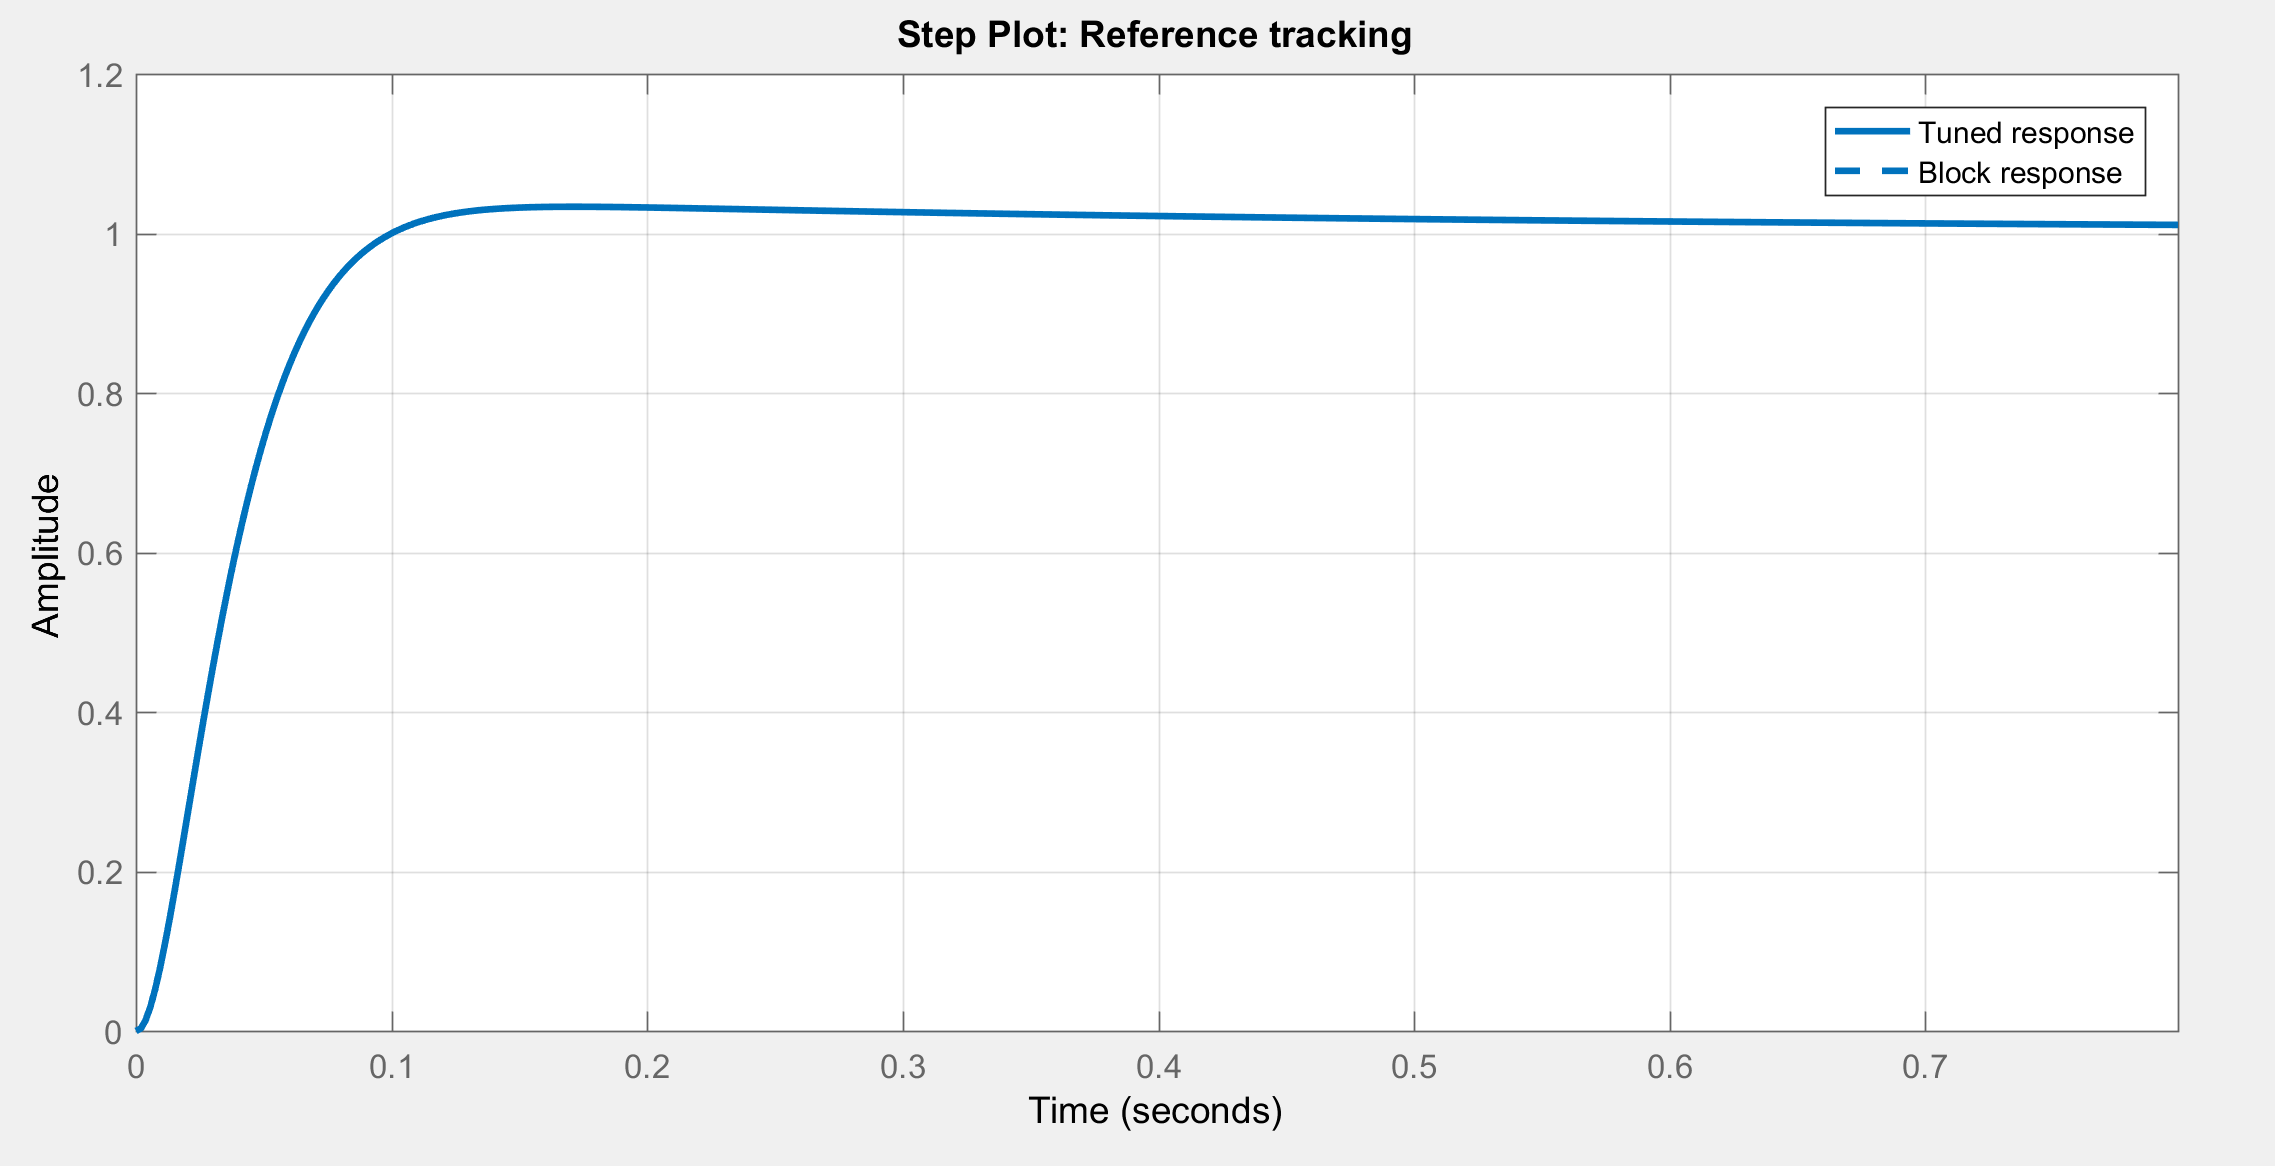 Step Plot: Reference tracking
1.2
1
0.8
0.6
0.4
0.2
0
Amplitude
Tuned response
Block response
0 0.1 0.2 0.3 0.4 0.5 0.6 0.7
Time (seconds)